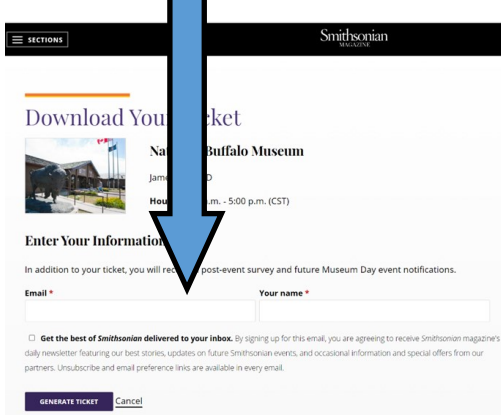 SECTIONS
Smithsonian
MAGAZINE
Download You ket
Na Buffalo Museum
Jame D
Hou .m. - 5:00 p.m. (CST)
Enter Your Information
In addition to your ticket, you will rec post-event survey and future Museum Day event notifications.
Email * Your name *
Get the best of Smithsonian delivered to your inbox. By signing up for this email, you are agreeing to receive Smithsonian magazine's
daily newsletter featuring our best stories, updates on future Smithsonian events, and occasional information and special offers from our
partners. Unsubscribe and email preference links are available in every email.
GENERATE TICKET Cancel